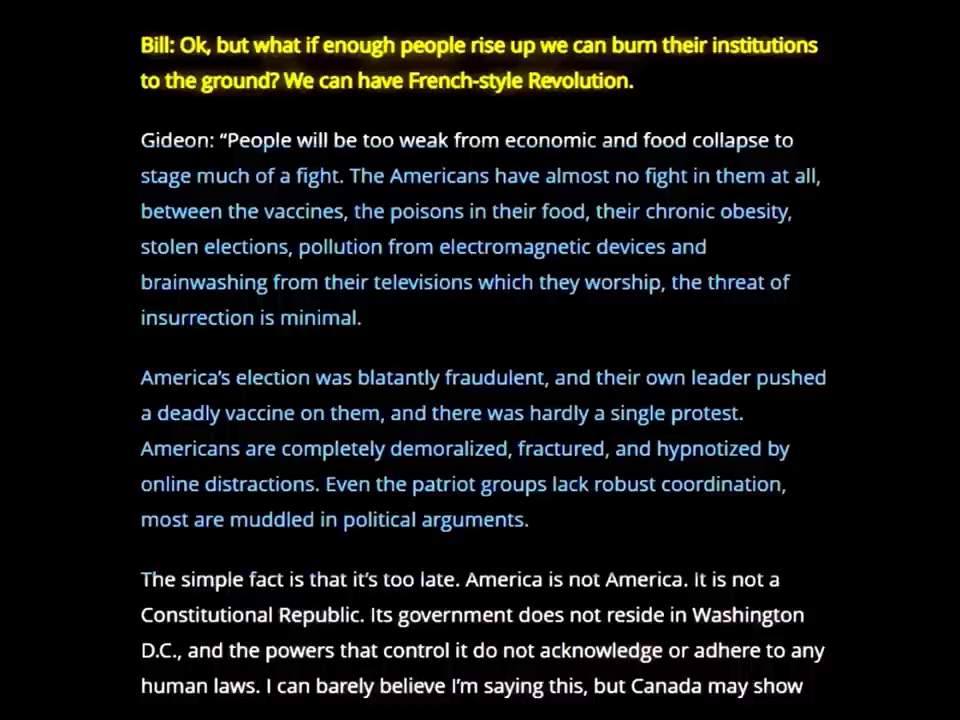 Bill: Ok, but what if enough people rise up we can burn their institutions
to the ground? We can have French-style Revolution.
Gideon: “People will be too weak from economic and food collapse to
stage much of a fight. The Americans have almost no fight in them at all,
between the vaccines, the poisons in their food, their chronic obesity,
stolen elections, pollution from electromagnetic devices and
brainwashing from their televisions which they worship, the threat of
insurrection is minimal.
America’s election was blatantly fraudulent, and their own leader pushed
a deadly vaccine on them, and there was hardly a single protest.
Americans are completely demoralized, fractured, and hypnotized by
online distractions. Even the patriot groups lack robust coordination,
most are muddled in political arguments.
The simple fact is that it’s too late. America is not America. It is not a
Constitutional Republic. Its government does not reside in Washington
D.C., and the powers that control it do not acknowledge or adhere to any
human laws. I can barely believe I’m saying this, but Canada may show